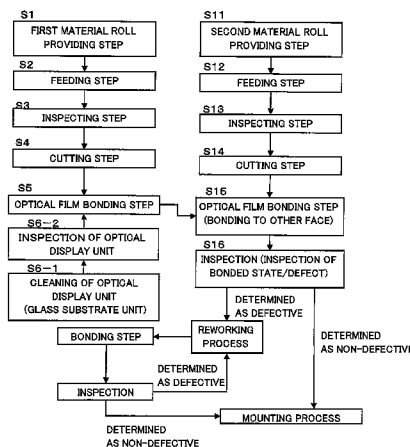 S1
FIRST MATERIAL ROLL
PROVIDING STEP
S2
FEEDING STEP
S3
INSPECTING STEP
S4
CUTTING STEP
S5
OPTICAL FILM BONDING STEP
S6-2
INSPECTION OF OPTICAL
DISPLAY UNIT
S6-1
CLEANING OF OPTICAL
DISPLAY UNIT
(GLASS SUBSTRATE UNIT)
S11
SECOND MATERIAL ROLL
PROVIDING STEP
S12
FEEDING STEP
S13
INSPECTING STEP
S14
CUTTING STEP
S15
OPTICAL FILM BONDING STEP
(BONDING TO OTHER FACE)
S16
INSPECTION (INSPECTION OF
BONDED STATE/DEFECT)
DETERMINED
AS DEFECTIVE
DETERMINED
AS NON-DEFECTIVE
REWORKING
PROCESS
BONDING STEP
DETERMINED
AS DEFECTIVE
INSPECTION
DETERMINED
AS NON-DEFECTIVE
MOUNTING PROCESS